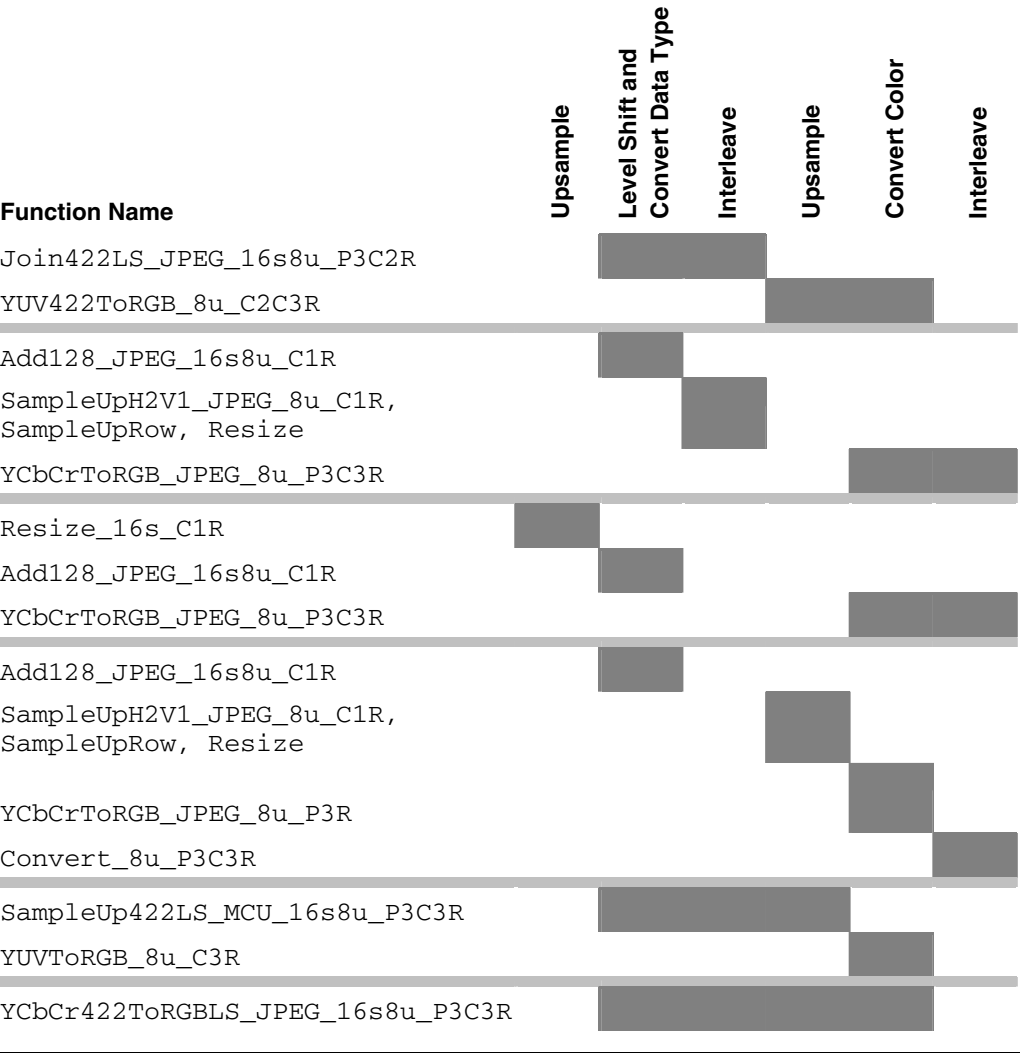 Function Name
Upsample
Level Shift and
Convert Data Type
Interleave
Upsample
Convert Color
Interleave
Join422LS_JPEG_16s8u_P3C2R
YUV422ToRGB_8u_C2C3R
Add128_JPEG_16s8u_C1R
SampleUpH2V1_JPEG_8u_C1R,
SampleUpRow, Resize
YCbCrToRGB_JPEG_8u_P3C3R
Resize_16s_C1R
Add128_JPEG_16s8u_C1R
YCbCrToRGB_JPEG_8u_P3C3R
Add128_JPEG_16s8u_C1R
SampleUpH2V1_JPEG_8u_C1R,
SampleUpRow, Resize
YCbCrToRGB_JPEG_8u_P3R
Convert_8u_P3C3R
SampleUp422LS_MCU_16s8u_P3C3R
YUVToRGB_8u_C3R
YCbCr422ToRGBLS_JPEG_16s8u_P3C3R